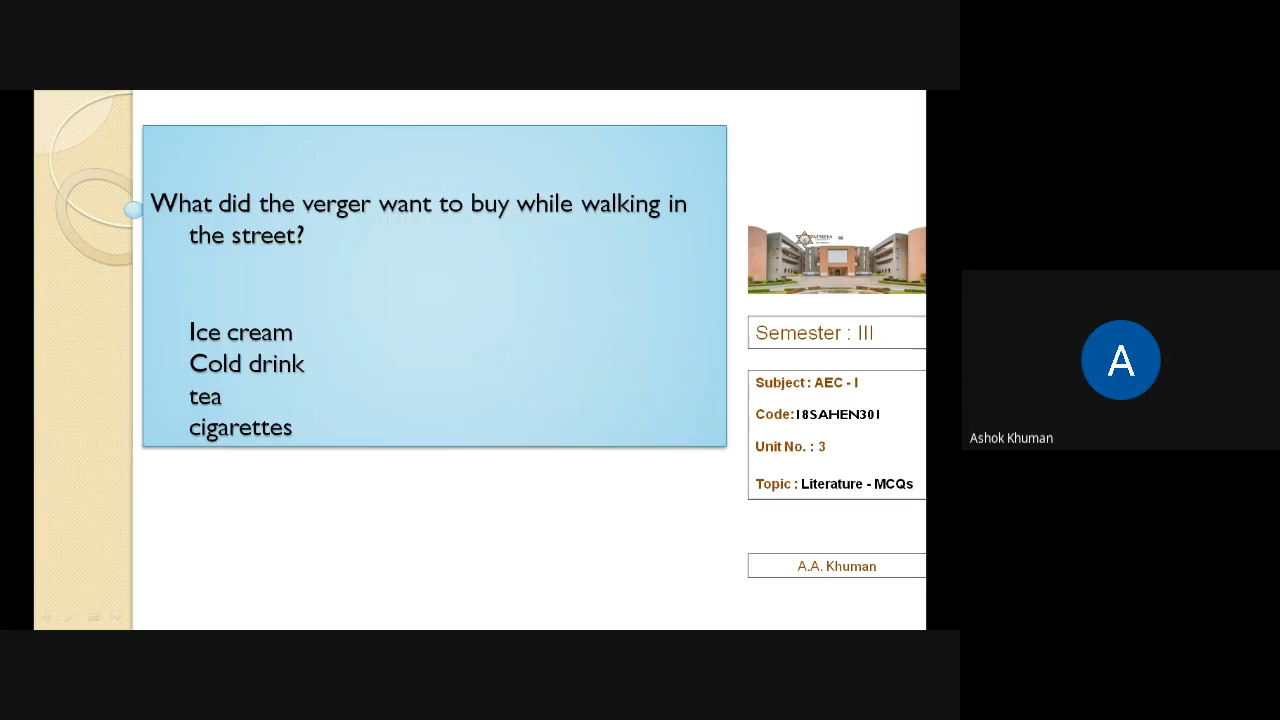 What did the verger want to buy while walking in
the street?
Ice cream
Cold drink
tea
cigarettes
Semester : III
Subject : AEC - I
Code:18SAHEN301
Unit No. : 3
Topic : Literature - MCQs
A.A. Khuman
A
Ashok Khuman